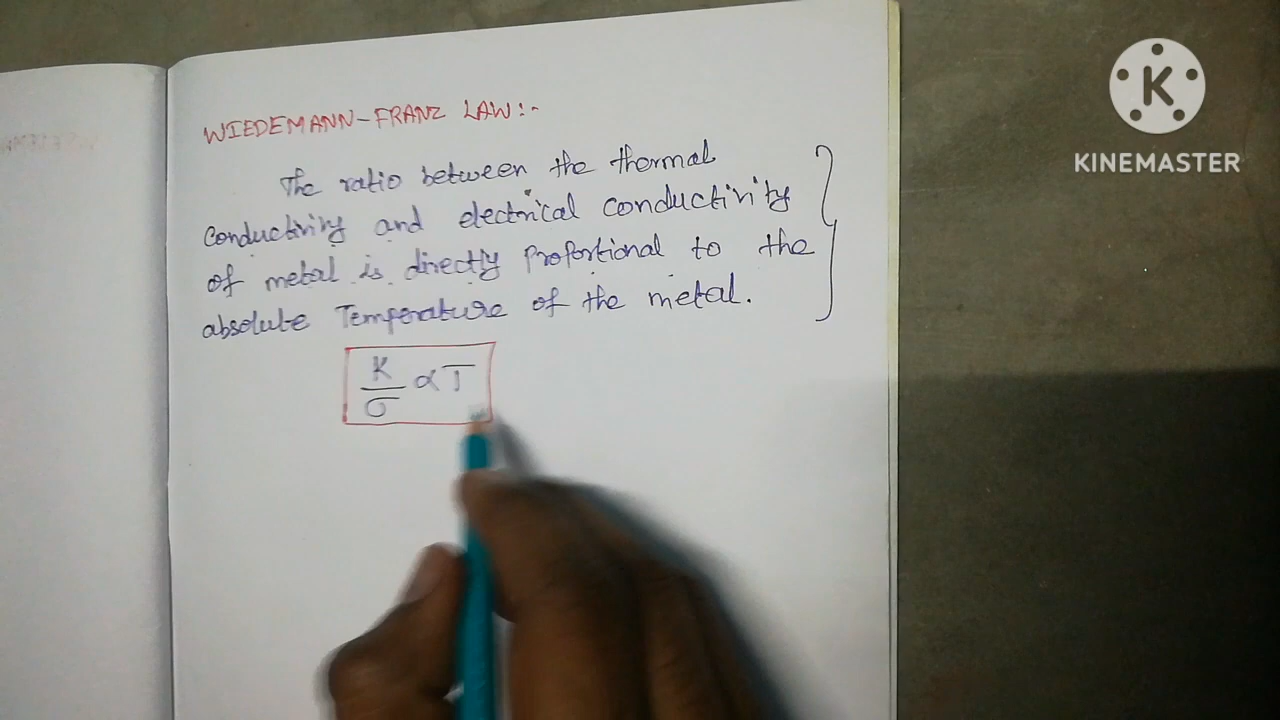 WIEDEMANN-FRANZ LAW:-
The ratio between the thermal
conductivity and electrical conductivity
of metal is directly proportional to the
absolute Temperature of the metal.
K
σ ∝ T
K
KINEMASTER